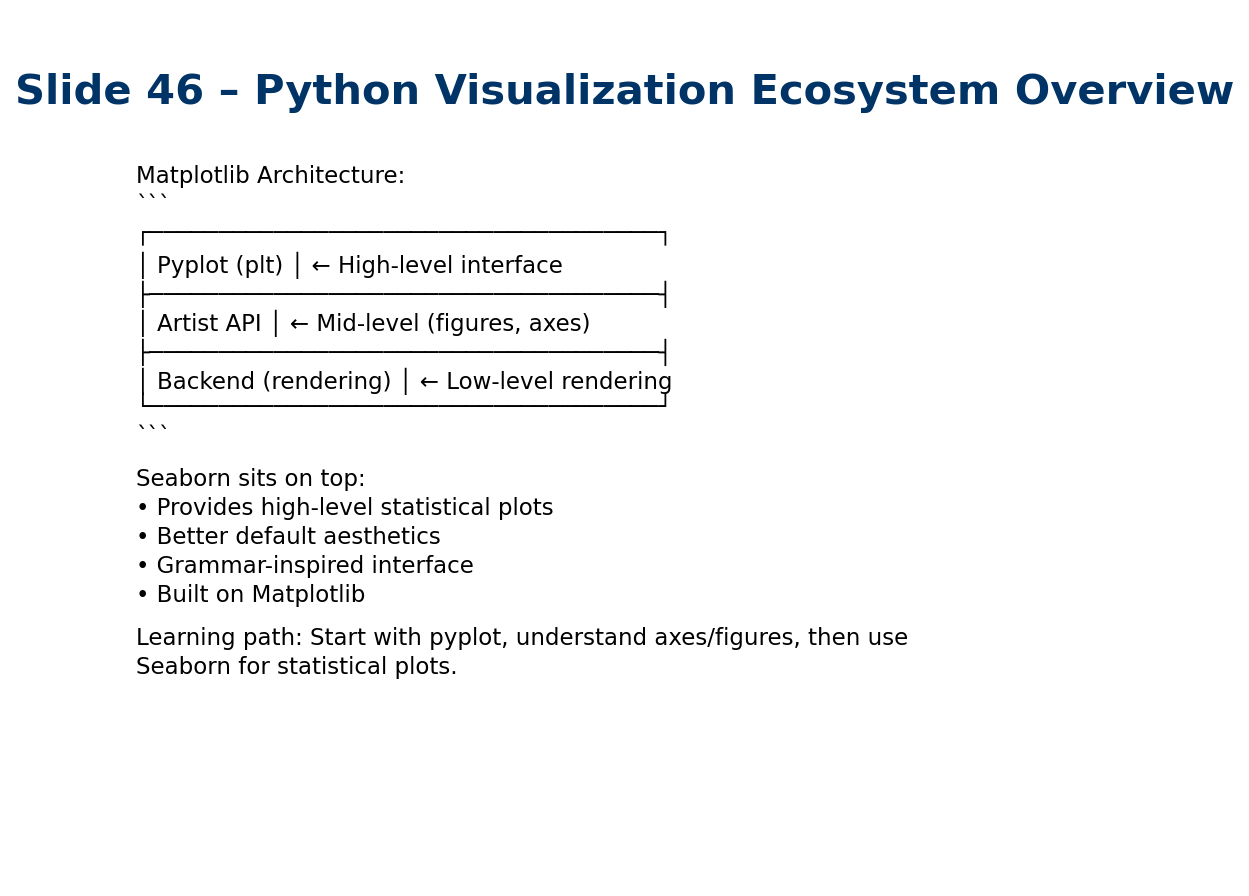 Slide 46 – Python Visualization Ecosystem Overview
Matplotlib Architecture:
```
┌─────────────────────────────────────┐
│ Pyplot (plt) │ ← High-level interface
├─────────────────────────────────────┤
│ Artist API │ ← Mid-level (figures, axes)
├─────────────────────────────────────┤
│ Backend (rendering) │ ← Low-level rendering
└─────────────────────────────────────┘
```
Seaborn sits on top:
• Provides high-level statistical plots
• Better default aesthetics
• Grammar-inspired interface
• Built on Matplotlib
Learning path: Start with pyplot, understand axes/figures, then use
Seaborn for statistical plots.